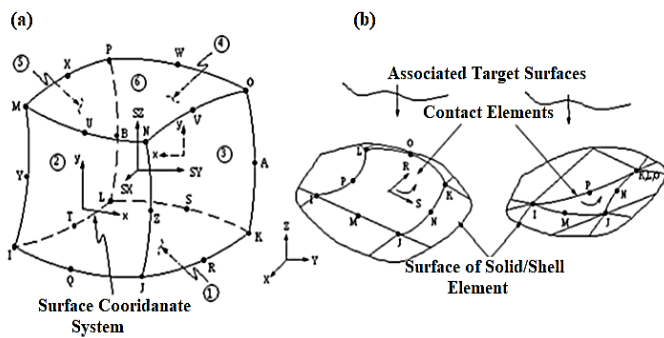 (a)
P
W
④
⑤
X
⑥
O
M
SZ
U
B
N
y
V
②
y
x
SY
③
A
Y
SX
L
x
Z
S
T
I
K
Q
J
①
R
Z
Y
X
Surface Cooridanate
System
(b)
Associated Target Surfaces
Contact Elements
L
O
R
P
K
I
S
M
N
J
K,L,O
P
N
I
M
J
Surface of Solid/Shell
Element